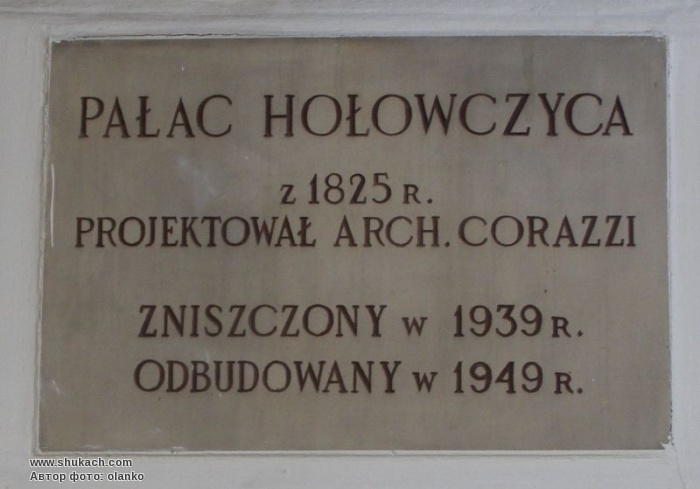 PAŁAC HOŁOWCZYCA
Z 1825 R.
PROJEKTOWAŁ ARCH. CORAZZI
ZNISZCZONY W 1939 R.
ODBUDOWANY W 1949 R.
www.shukach.com
Автор фото: olanko